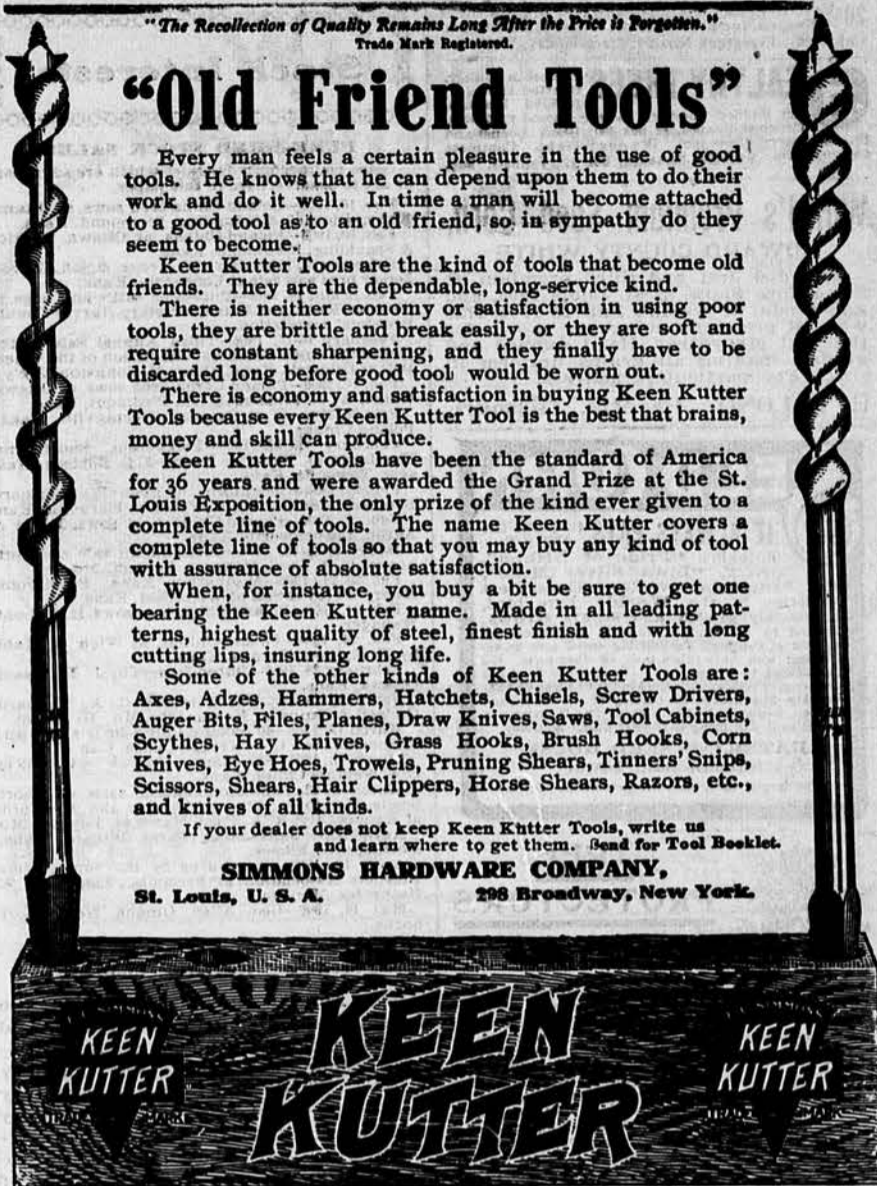 "The Recollection of Quality Remains Long After the Price is Forgotten."
Trade Mark Registered.
"Old Friend Tools"
Every man feels a certain pleasure in the use of good
tools. He knows that he can depend upon them to do their
work and do it well. In time a man will become attached
to a good tool as to an old friend, so in sympathy do they
seem to become.
Keen Kutter Tools are the kind of tools that become old
friends. They are the dependable, long-service kind.
There is neither economy or satisfaction in using poor
tools, they are brittle and break easily, or they are soft and
require constant sharpening, and they finally have to be
discarded long before good tool would be worn out.
There is economy and satisfaction in buying Keen Kutter
Tools because every Keen Kutter Tool is the best that brains,
money and skill can produce.
Keen Kutter Tools have been the standard of America
for 36 years and were awarded the Grand Prize at the St.
Louis Exposition, the only prize of the kind ever given to a
complete line of tools. The name Keen Kutter covers a
complete line of tools so that you may buy any kind of tool
with assurance of absolute satisfaction.
When, for instance, you buy a bit be sure to get one
bearing the Keen Kutter name. Made in all leading pat-
terns, highest quality of steel, finest finish and with long
cutting lips, insuring long life.
Some of the other kinds of Keen Kutter Tools are:
Axes, Adzes, Hammers, Hatchets, Chisels, Screw Drivers,
Auger Bits, Files, Planes, Draw Knives, Saws, Tool Cabinets,
Scythes, Hay Knives, Grass Hooks, Brush Hooks, Corn
Knives, Eye Hoes, Trowels, Pruning Shears, Tinners' Snips,
Scissors, Shears, Hair Clippers, Horse Shears, Razors, etc.,
and knives of all kinds.
If your dealer does not keep Keen Kutter Tools, write us
and learn where to get them. Send for Tool Booklet.
SIMMONS HARDWARE COMPANY,
St. Louis, U. S. A. 298 Broadway, New York.
KEEN
KUTTER
TRADE MARK
KEEN
KUTTER
KEEN
KUTTER
TRADE MARK